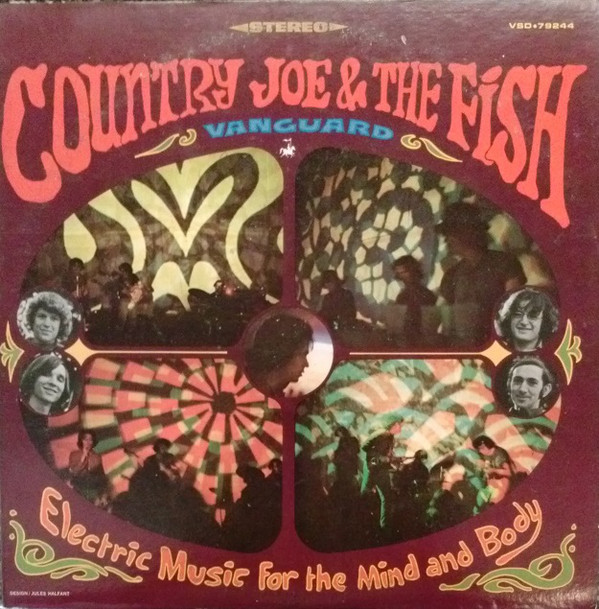 STEREO
VSD•79244
COUNTRY JOE & THE FISH
VANGUARD
Electric Music For the Mind and Body
DESIGN: JULES HALFANT